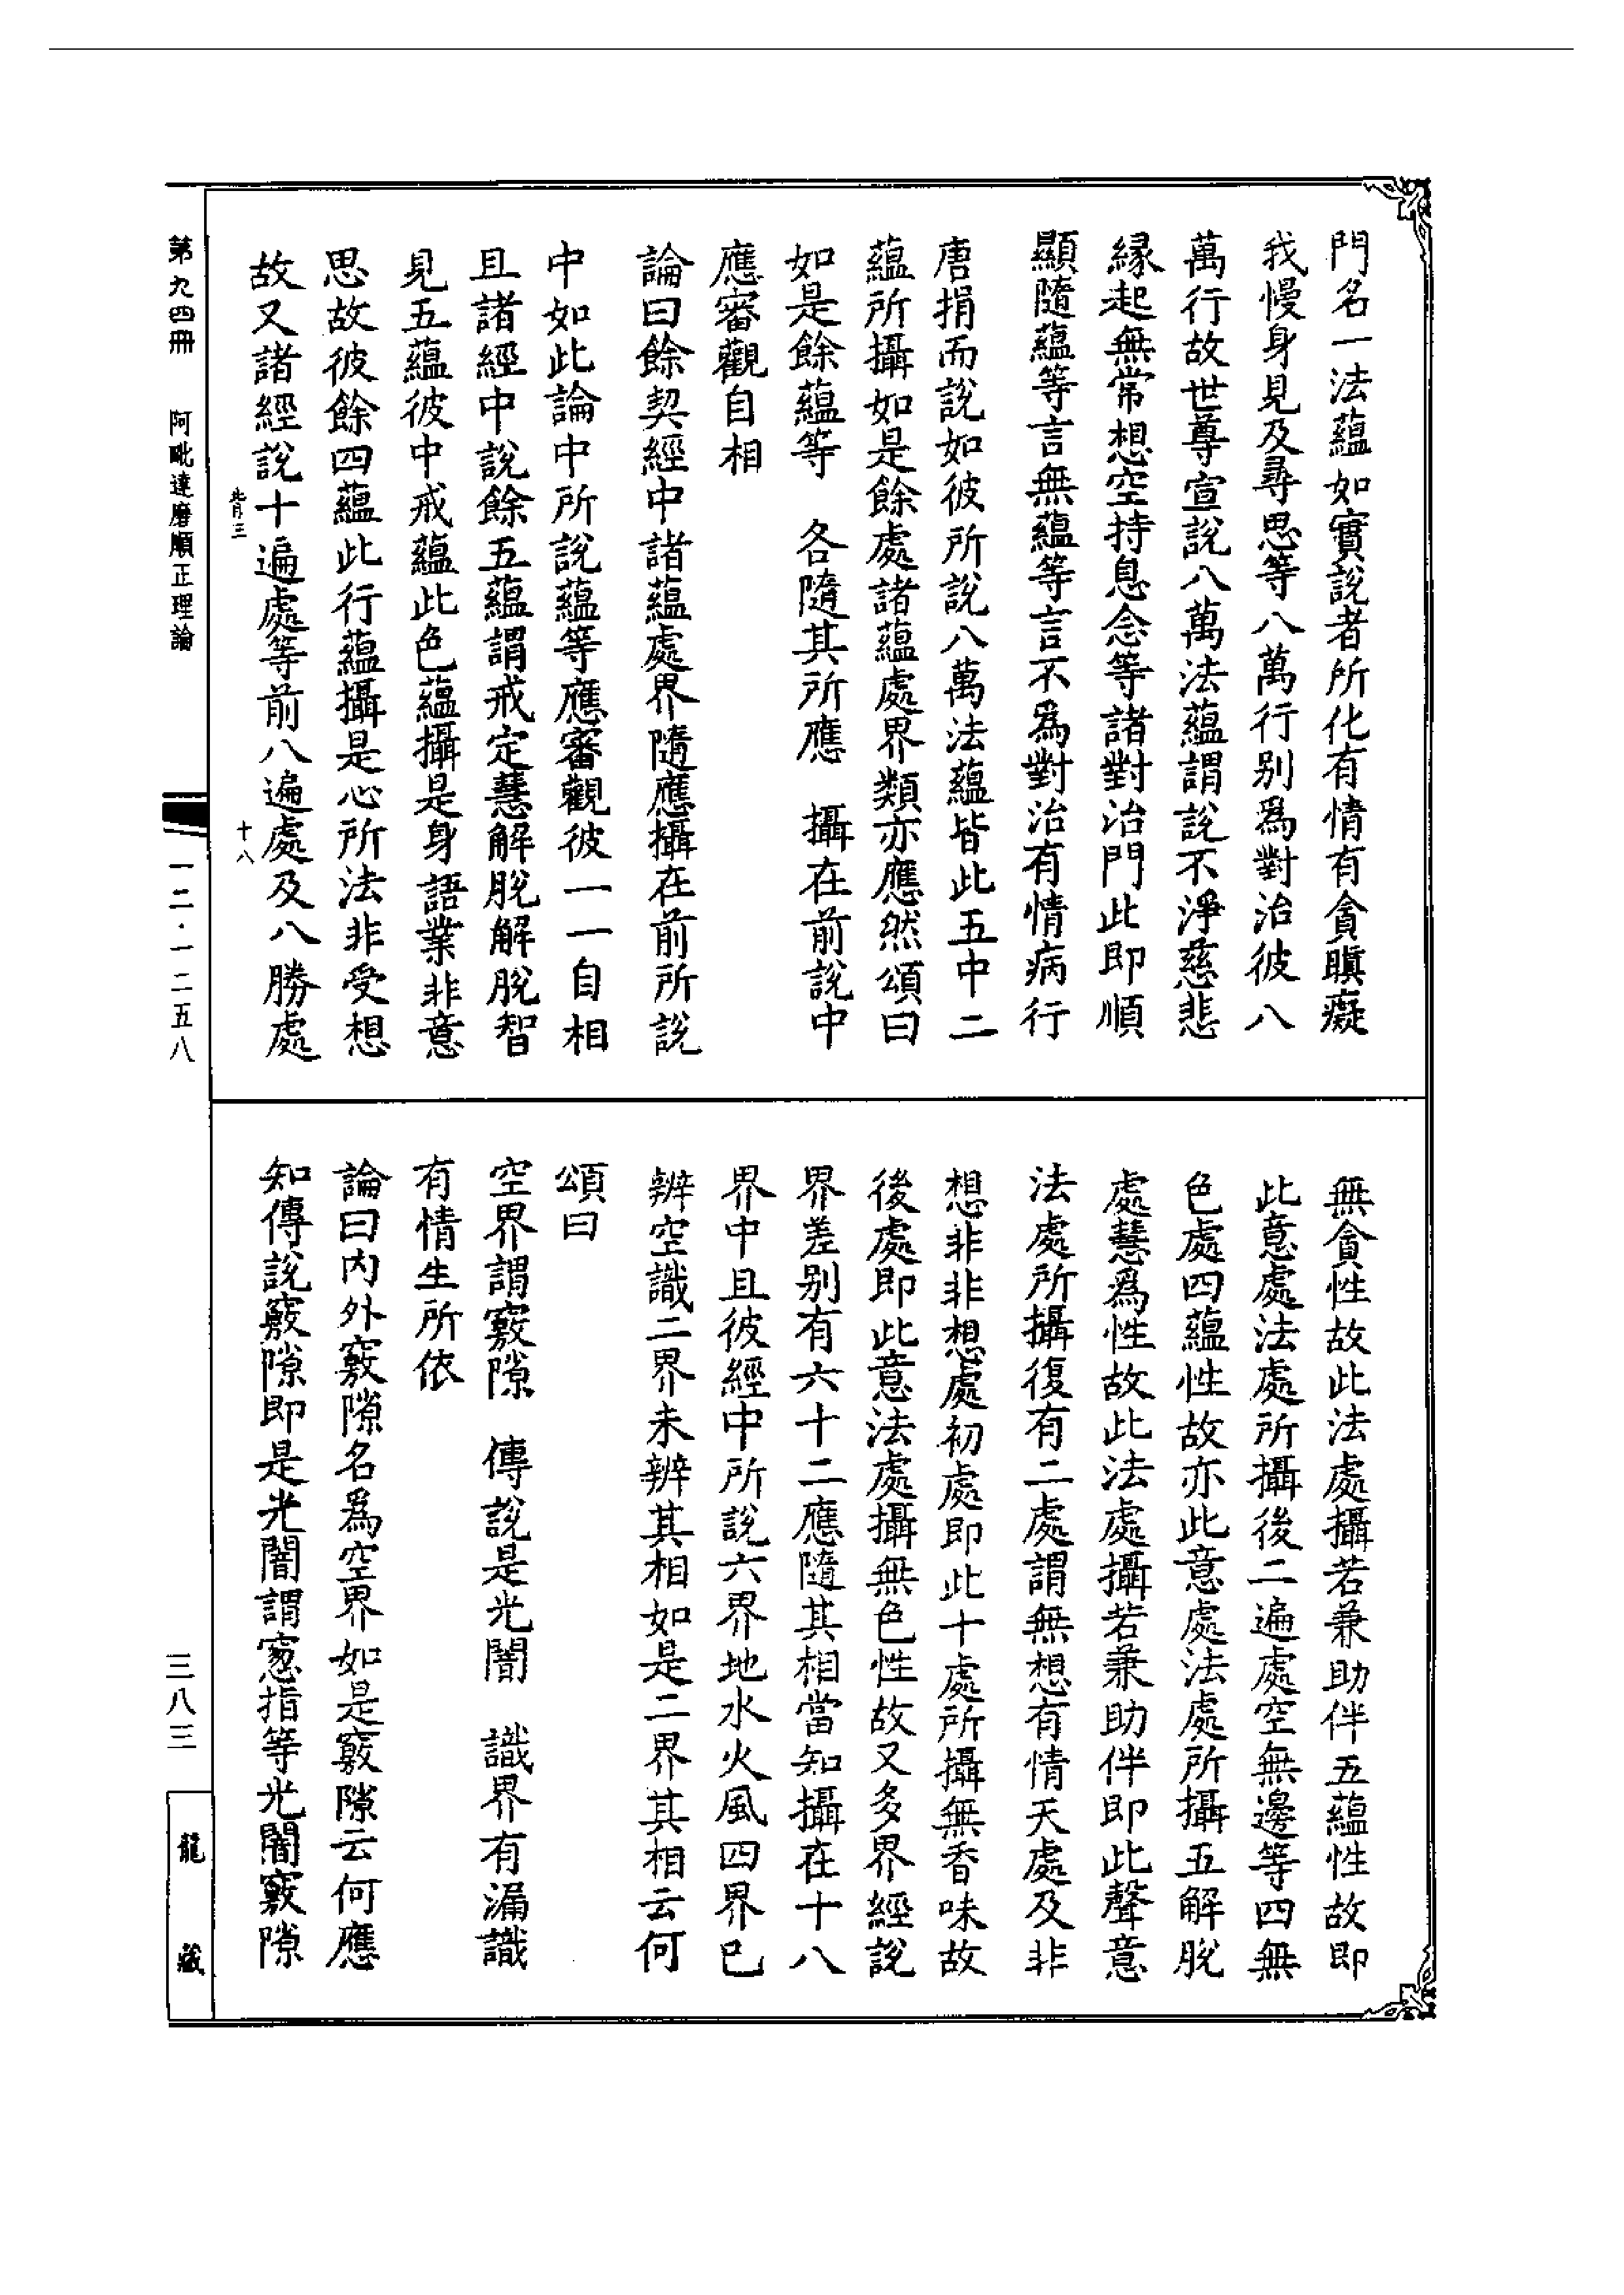 門名一法蘊如實說者所化有情有貪瞋癡
我慢身見及尋思等八萬行別爲對治彼八
萬行故世尊宣說八萬法蘊謂說不淨慈悲
緣起無常想空持息念等諸對治門此即順
顯隨蘊等言無蘊等言不爲對治有情病行
唐捐而說如彼所說八萬法蘊皆此五中二
蘊所攝如是餘處諸蘊處界類亦應然頌曰
如是餘蘊等　各隨其所應　攝在前說中
應審觀自相
論曰餘契經中諸蘊處界隨應攝在前所說
中如此論中所說蘊等應審觀彼一一自相
且諸經中說餘五蘊謂戒定慧解脫解脫智
見五蘊彼中戒蘊此色蘊攝是身語業非意
思故彼餘四蘊此行蘊攝是心所法非受想
故又諸經說十遍處等前八遍處及八勝處
無貪性故此法處攝若兼助伴五蘊性故即
此意處法處所攝後二遍處空無邊等四無
色處四蘊性故亦此意處法處所攝五解脫
處慧爲性故此法處攝若兼助伴即此聲意
法處所攝復有二處謂無想有情天處及非
想非非想處初處即此十處所攝無香味故
後處即此意法處攝無色性故又多界經說
界差別有六十二應隨其相當知攝在十八
界中且彼經中所說六界地水火風四界已
辨空識二界未辨其相如是二界其相云何
頌曰
空界謂竅隙　傳說是光闇　識界有漏識
有情生所依
論曰內外竅隙名爲空界如是竅隙云何應
知傳說竅隙即是光闇謂窻指等光闇竅隙
第九四冊　阿毗達磨順正理論
背三　十八
一二·一二五八
三八三
龍藏